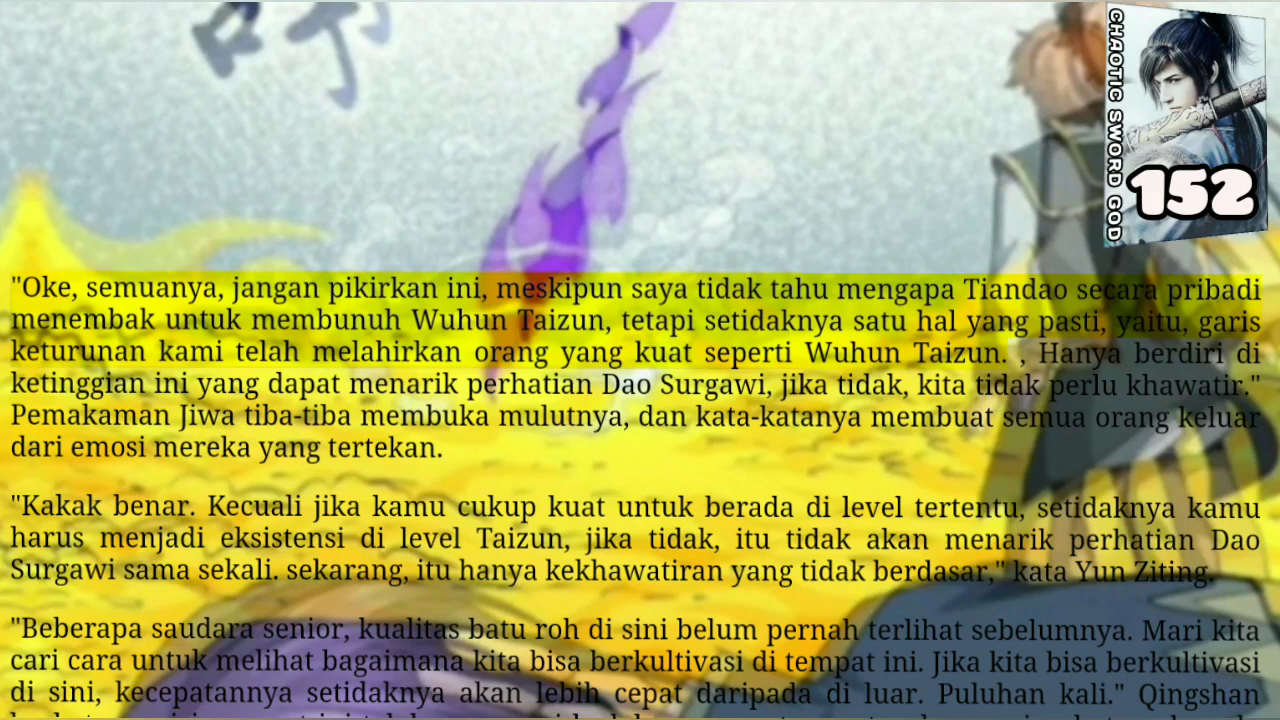 CHAOTIC SWORD GOD
152
"Oke, semuanya, jangan pikirkan ini, meskipun saya tidak tahu mengapa Tiandao secara pribadi
menembak untuk membunuh Wuhun Taizun, tetapi setidaknya satu hal yang pasti, yaitu, garis
keturunan kami telah melahirkan orang yang kuat seperti Wuhun Taizun. , Hanya berdiri di
ketinggian ini yang dapat menarik perhatian Dao Surgawi, jika tidak, kita tidak perlu khawatir."
Pemakaman Jiwa tiba-tiba membuka mulutnya, dan kata-katanya membuat semua orang keluar
dari emosi mereka yang tertekan.
"Kakak benar. Kecuali jika kamu cukup kuat untuk berada di level tertentu, setidaknya kamu
harus menjadi eksistensi di level Taizun, jika tidak, itu tidak akan menarik perhatian Dao
Surgawi sama sekali. sekarang, itu hanya kekhawatiran yang tidak berdasar," kata Yun Ziting.
"Beberapa saudara senior, kualitas batu roh di sini belum pernah terlihat sebelumnya. Mari kita
cari cara untuk melihat bagaimana kita bisa berkultivasi di tempat ini. Jika kita bisa berkultivasi
di sini, kecepatannya setidaknya akan lebih cepat daripada di luar. Puluhan kali." Qingshan